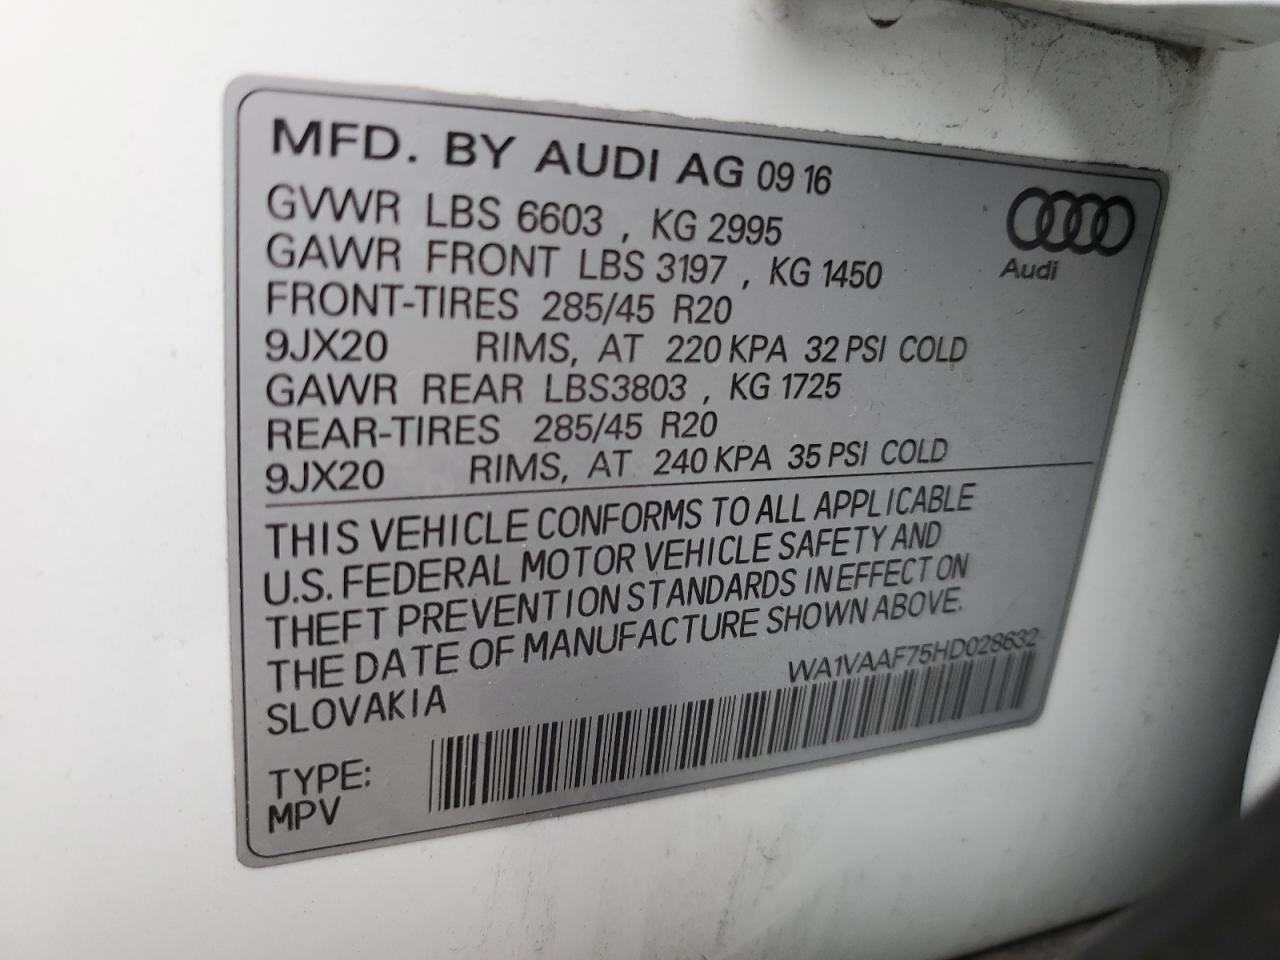 MFD. BY AUDI AG 09 16
GVWR LBS 6603 , KG 2995
GAWR FRONT LBS 3197 , KG 1450
FRONT-TIRES 285/45 R20
9JX20 RIMS, AT 220 KPA 32 PSI COLD
GAWR REAR LBS3803 , KG 1725
REAR-TIRES 285/45 R20
9JX20 RIMS, AT 240 KPA 35 PSI COLD
Audi
THIS VEHICLE CONFORMS TO ALL APPLICABLE
U.S. FEDERAL MOTOR VEHICLE SAFETY AND
THEFT PREVENTION STANDARDS IN EFFECT ON
THE DATE OF MANUFACTURE SHOWN ABOVE.
SLOVAKIA
WA1VAAF75HD028632
TYPE:
MPV